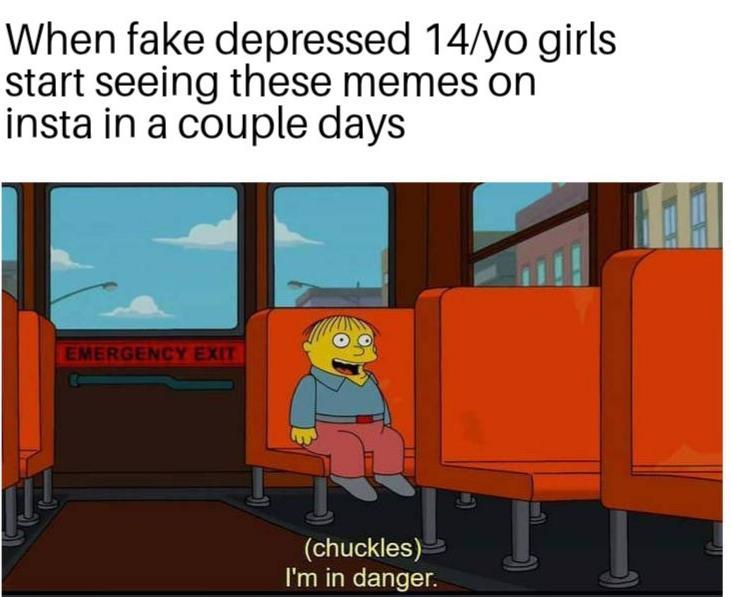 When fake depressed 14/yo girls
start seeing these memes on
insta in a couple days
EMERGENCY EXIT
(chuckles)
I'm in danger.